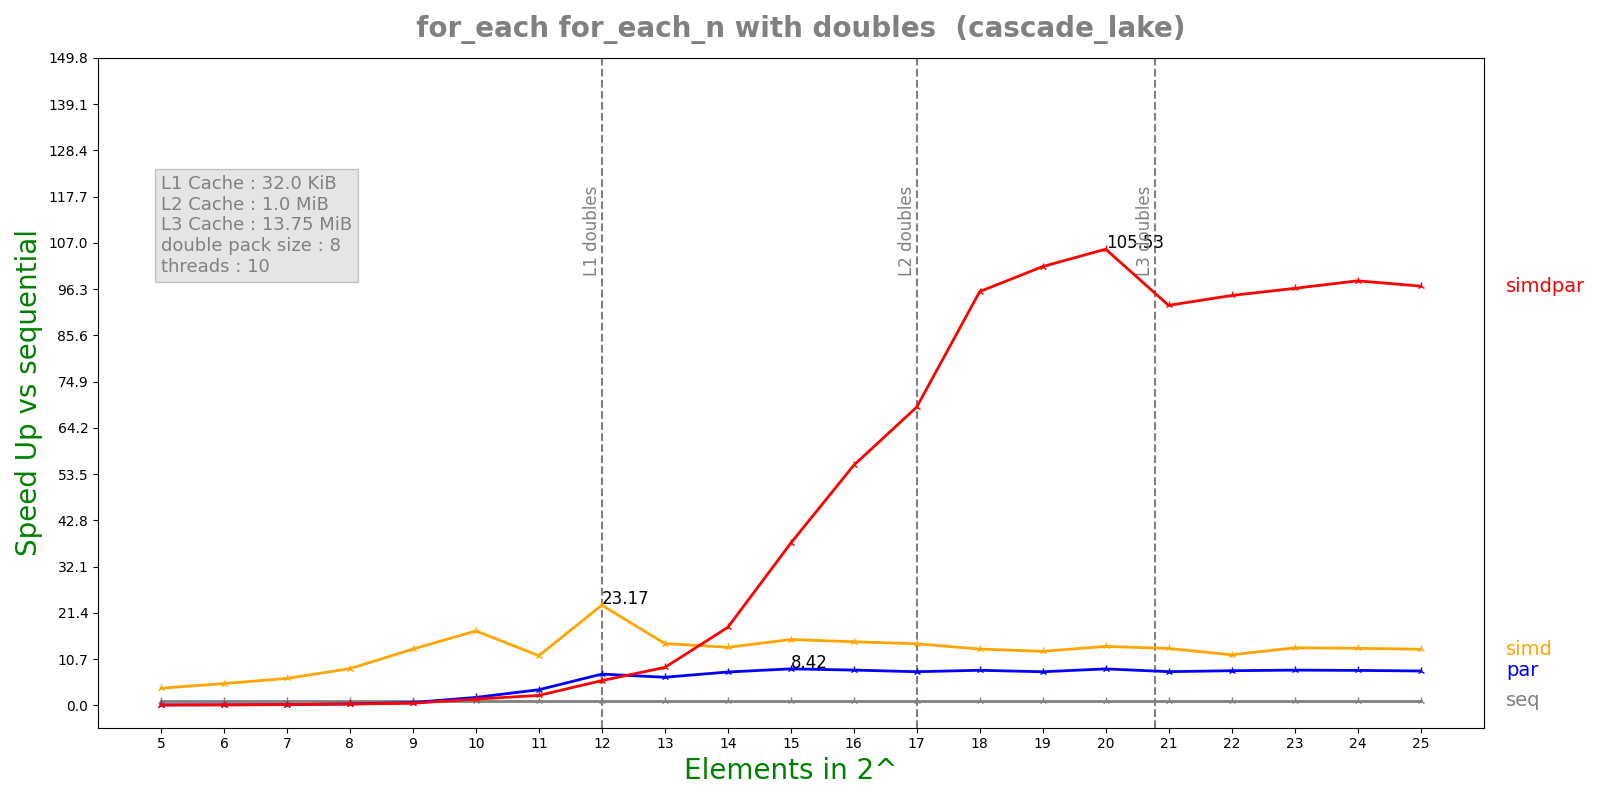 for_each for_each_n with doubles  (cascade_lake)
149.8
139.1
128.4
117.7
107.0
96.3
85.6
74.9
64.2
53.5
42.8
32.1
21.4
10.7
0.0
Speed Up vs sequential
L1 Cache : 32.0 KiB
L2 Cache : 1.0 MiB
L3 Cache : 13.75 MiB
double pack size : 8
threads : 10
L1 doubles
L2 doubles
L3 doubles
105.53
23.17
8.42
simdpar
simd
par
seq
5 6 7 8 9 10 11 12 13 14 15 16 17 18 19 20 21 22 23 24 25
Elements in 2^